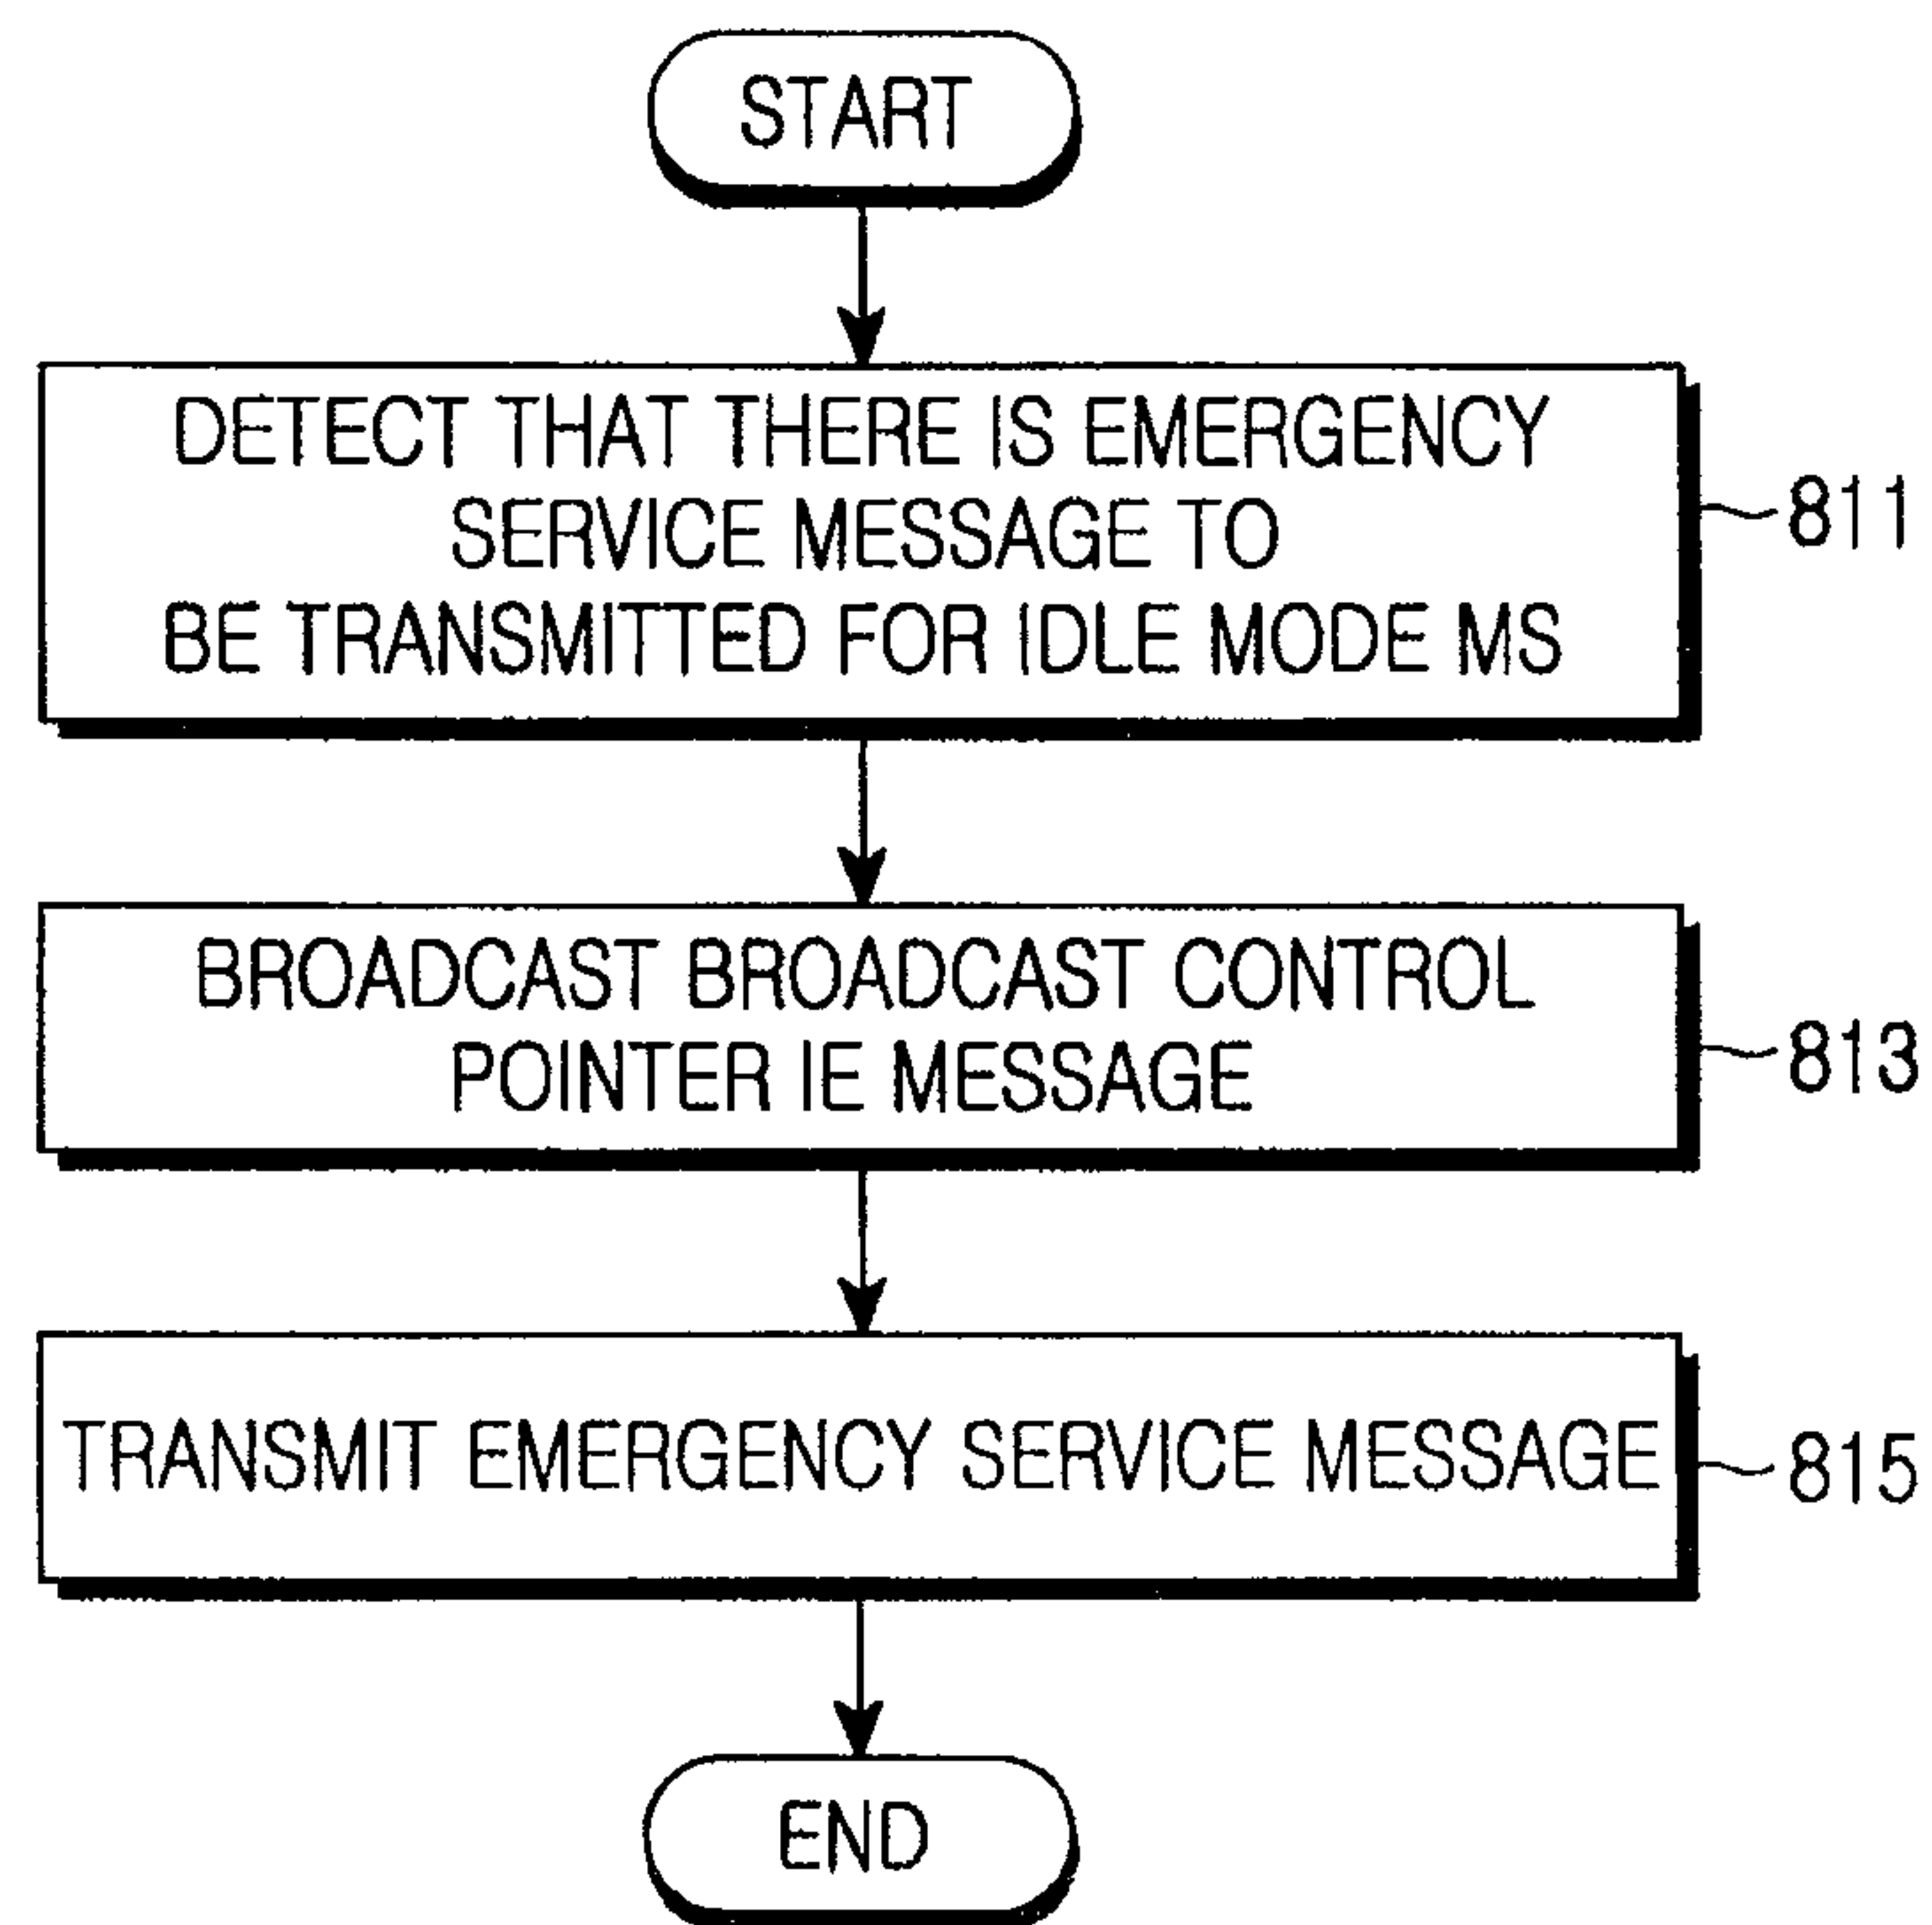 START
DETECT THAT THERE IS EMERGENCY
SERVICE MESSAGE TO
BE TRANSMITTED FOR IDLE MODE MS
811
BROADCAST BROADCAST CONTROL
POINTER IE MESSAGE
813
TRANSMIT EMERGENCY SERVICE MESSAGE
815
END